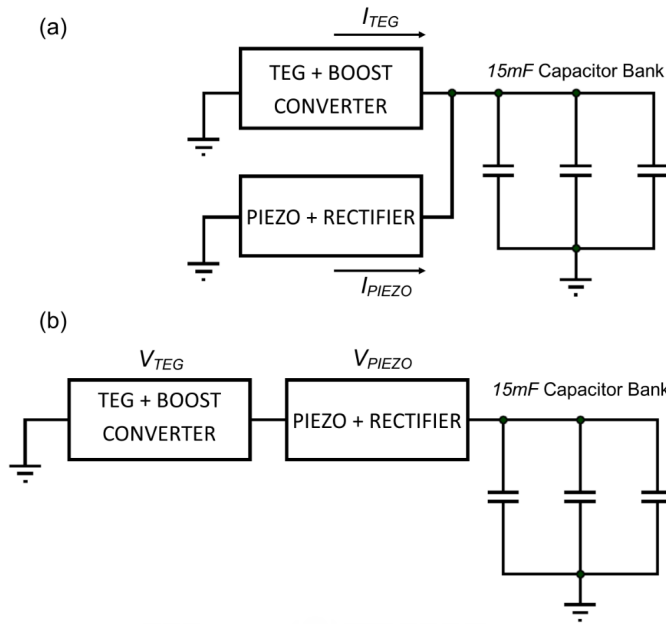 (a)
I_TEG
TEG + BOOST
CONVERTER
15mF Capacitor Bank
PIEZO + RECTIFIER
I_PIEZO
(b)
V_TEG
V_PIEZO
TEG + BOOST
CONVERTER
PIEZO + RECTIFIER
15mF Capacitor Bank